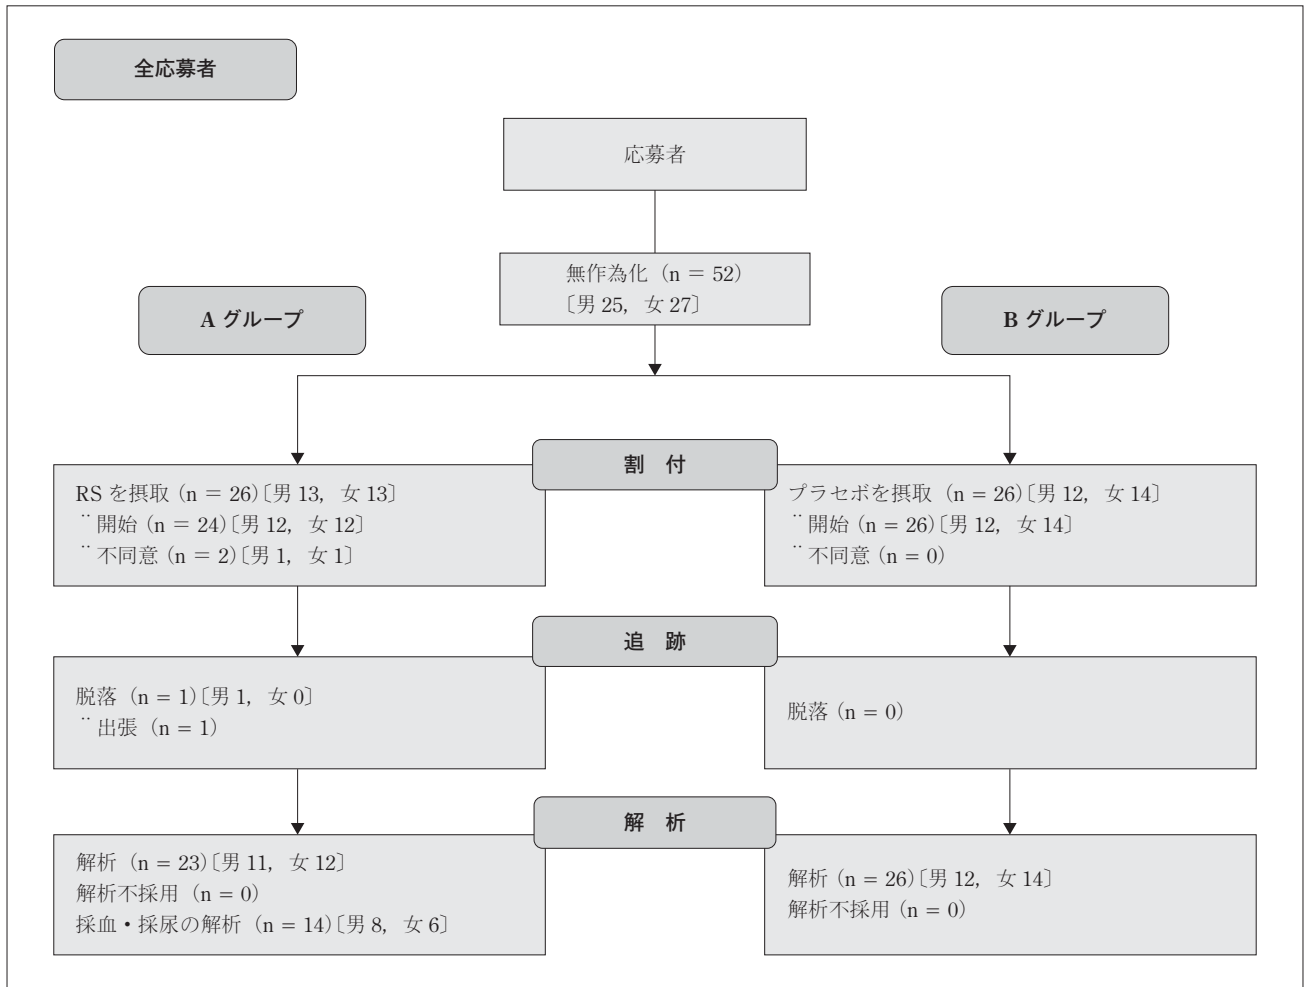 全応募者
応募者
無作為化（n = 52）
〔男 25， 女 27〕
A グループ
B グループ
割　付
RS を摂取（n = 26）〔男 13， 女 13〕
¨ 開始（n = 24）〔男 12， 女 12〕
¨ 不同意（n = 2）〔男 1， 女 1〕
プラセボを摂取（n = 26）〔男 12， 女 14〕
¨ 開始（n = 26）〔男 12， 女 14〕
¨ 不同意（n = 0）
追　跡
脱落（n = 1）〔男 1， 女 0〕
¨ 出張（n = 1）
脱落（n = 0）
解　析
解析（n = 23）〔男 11， 女 12〕
解析不採用（n = 0）
採血・採尿の解析（n = 14）〔男 8， 女 6〕
解析（n = 26）〔男 12， 女 14〕
解析不採用（n = 0）